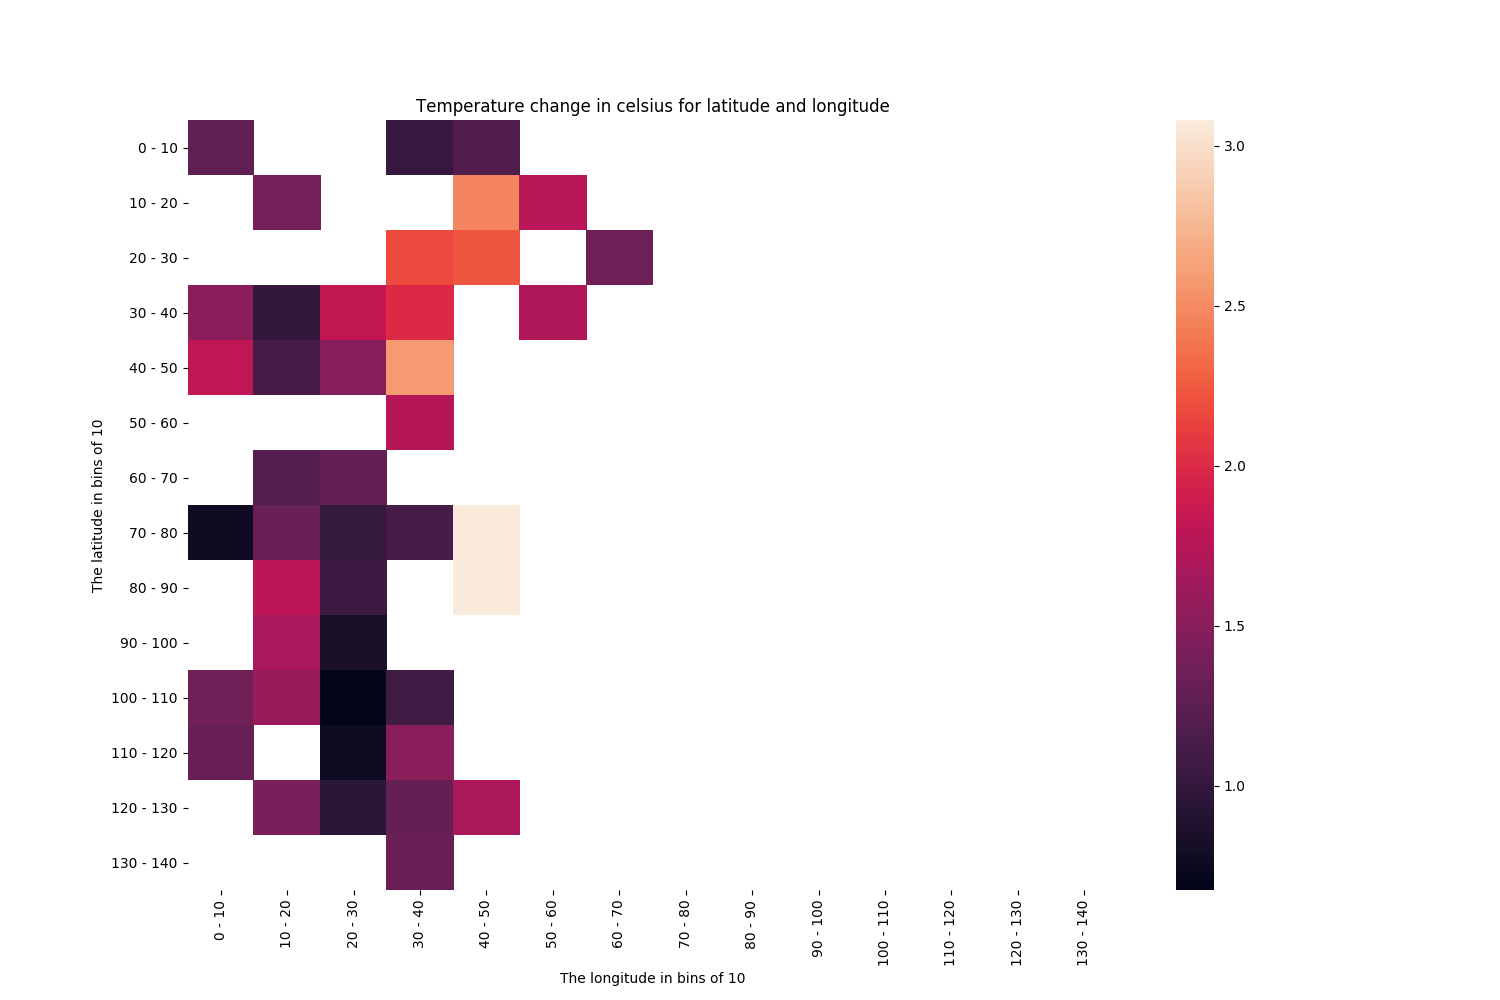 Temperature change in celsius for latitude and longitude
0 - 10
10 - 20
20 - 30
30 - 40
40 - 50
50 - 60
60 - 70
70 - 80
80 - 90
90 - 100
100 - 110
110 - 120
120 - 130
130 - 140
The latitude in bins of 10
0 - 10
10 - 20
20 - 30
30 - 40
40 - 50
50 - 60
60 - 70
70 - 80
80 - 90
90 - 100
100 - 110
110 - 120
120 - 130
130 - 140
The longitude in bins of 10
3.0
2.5
2.0
1.5
1.0